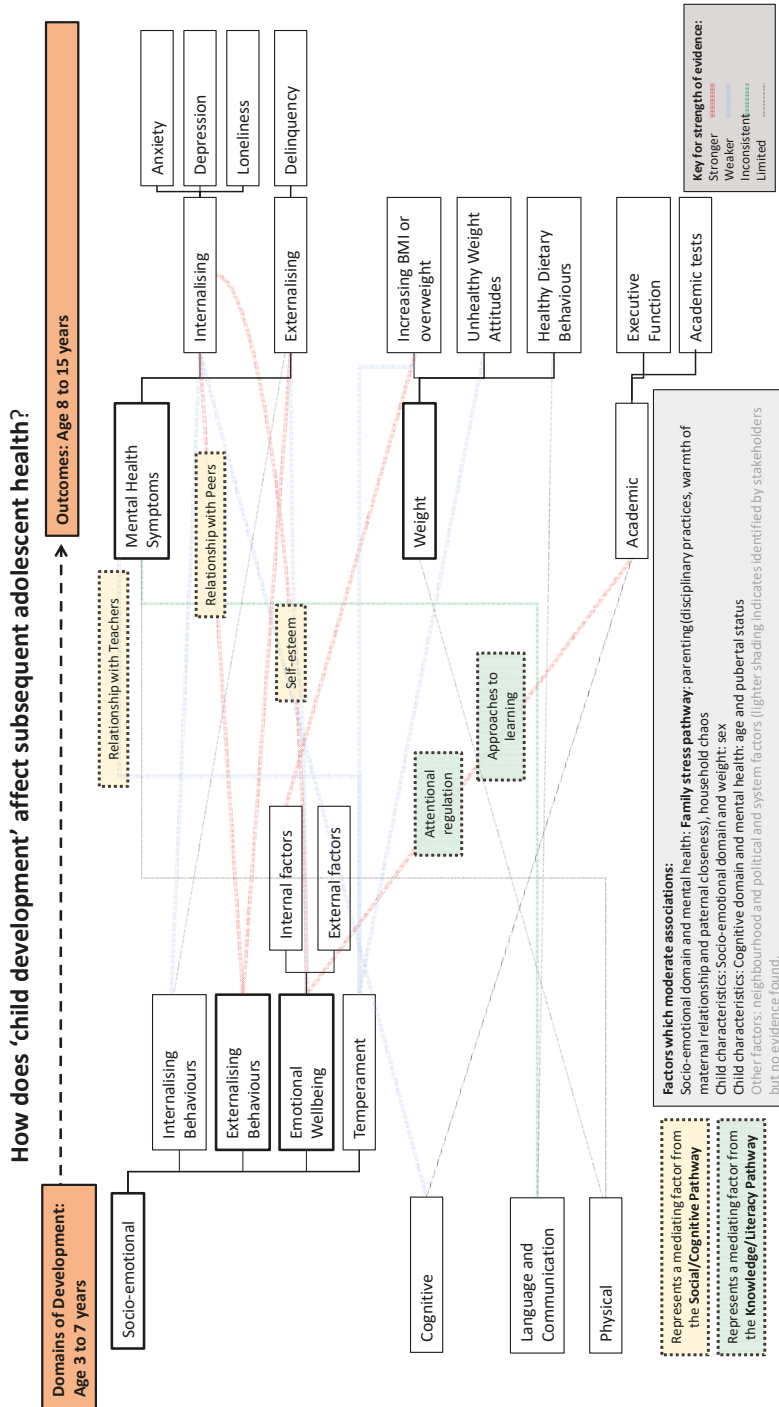 How does ‘child development’ affect subsequent adolescent health?
Domains of Development:
Age 3 to 7 years
Outcomes: Age 8 to 15 years
Socio-emotional
Internalising
Behaviours
Externalising
Behaviours
Emotional
Wellbeing
Temperament
Internal factors
External factors
Cognitive
Language and
Communication
Physical
Relationship with Teachers
Relationship with Peers
Self-esteem
Attentional
regulation
Approaches to
learning
Mental Health
Symptoms
Internalising
Externalising
Anxiety
Depression
Loneliness
Delinquency
Weight
Increasing BMI or
overweight
Unhealthy Weight
Attitudes
Healthy Dietary
Behaviours
Academic
Executive
Function
Academic tests
Represents a mediating factor from
the Social/Cognitive Pathway
Represents a mediating factor from
the Knowledge/Literacy Pathway
Factors which moderate associations:
Socio-emotional domain and mental health: Family stress pathway: parenting(disciplinary practices, warmth of
maternal relationship and paternal closeness), household chaos
Child characteristics: Socio-emotional domain and weight: sex
Child characteristics: Cognitive domain and mental health: age and pubertal status
Other factors: neighbourhood and political and system factors (lighter shading indicates identified by stakeholders
but no evidence found.
Key for strength of evidence:
Stronger
Weaker
Inconsistent
Limited